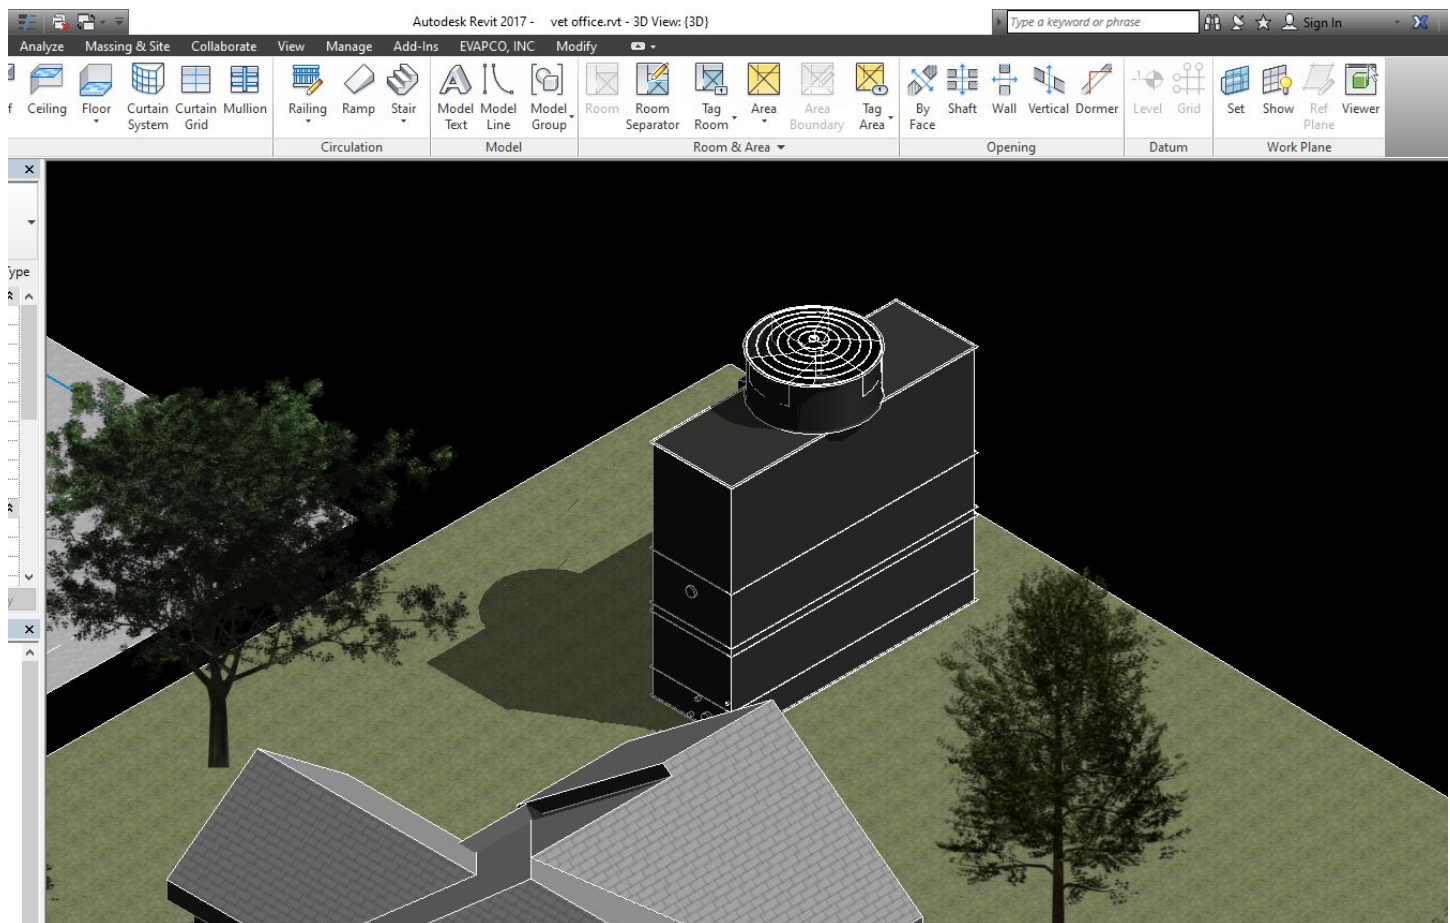 Autodesk Revit 2017 - vet office.rvt - 3D View: {3D}
Type a keyword or phrase
Sign In
Analyze Massing & Site Collaborate View Manage Add-Ins EVAPCO, INC Modify
Ceiling Floor Curtain System Curtain Grid Mullion Railing Ramp Stair Model Text Model Line Model Group Room Room Separator Tag Room Area Area Boundary Tag Area By Face Shaft Wall Vertical Dormer Level Grid Set Show Ref Plane Viewer
Circulation Model Room & Area Opening Datum Work Plane